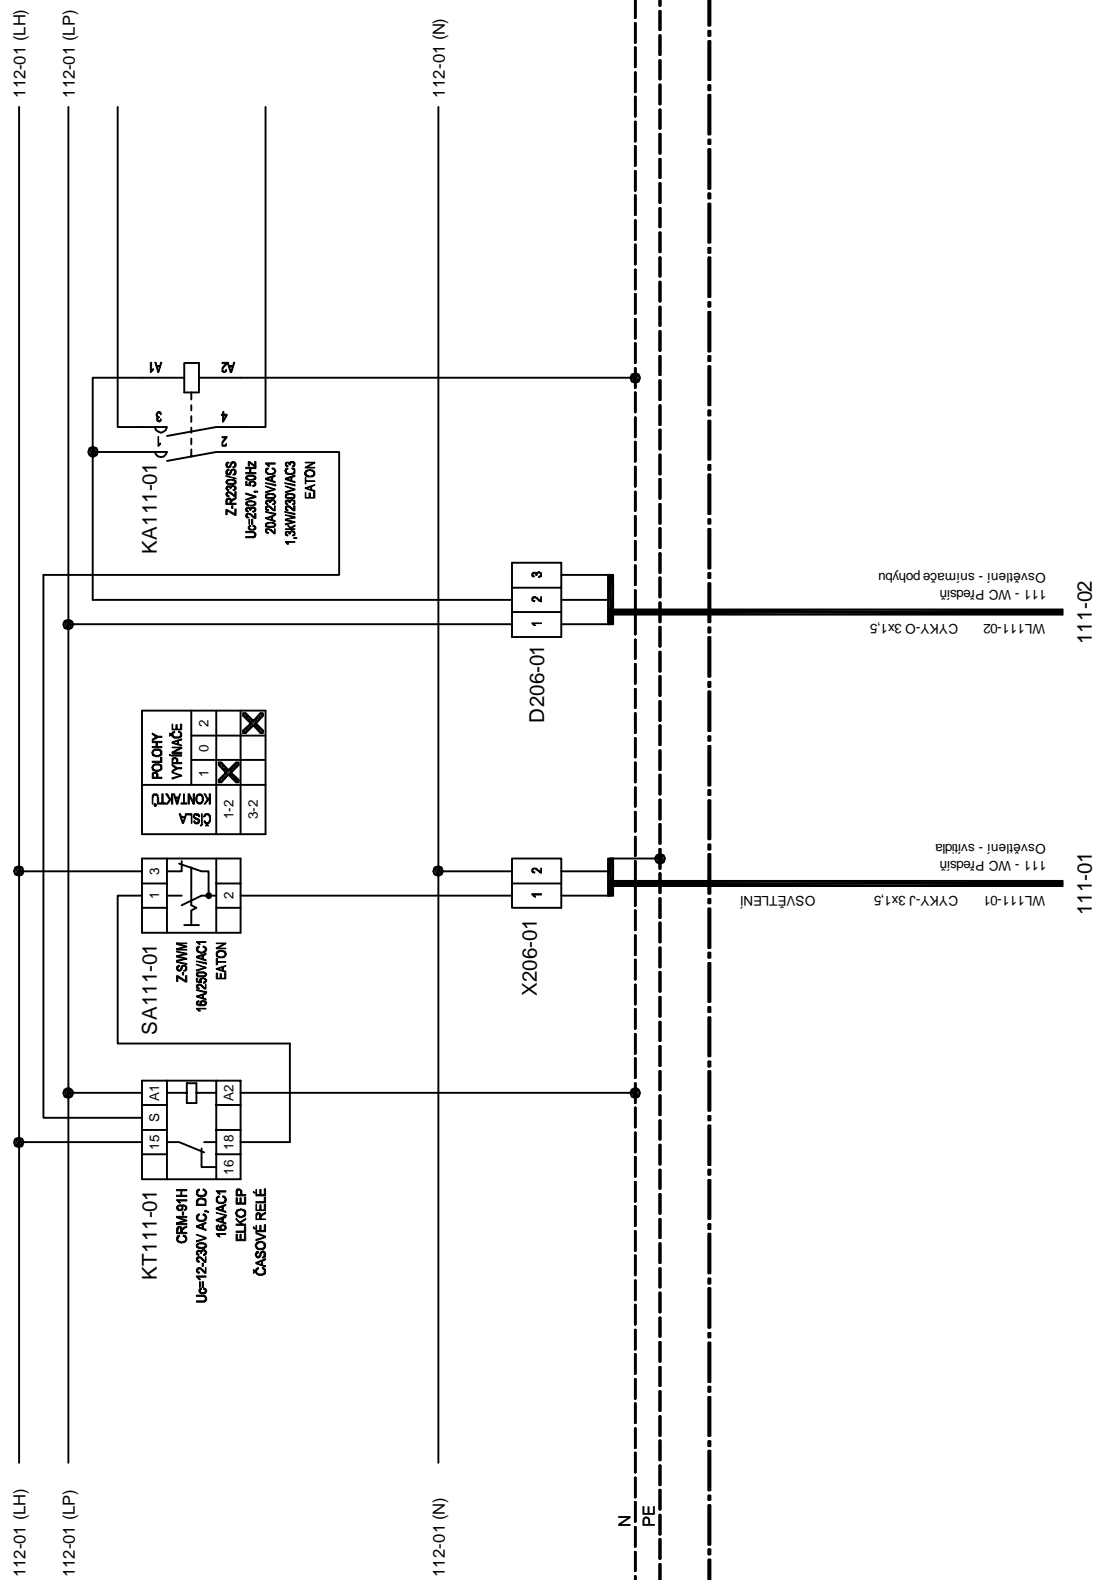 112-01 (LH)
112-01 (LP)
112-01 (N)
112-01 (LH)
112-01 (LP)
112-01 (N)
N
PE
KT111-01
CRM-91H
Uc=12-230V AC, DC
16A/AC1
ELKO EP
ČASOVÉ RELÉ
15
S
A1
16
18
A2
SA111-01
Z-S/WM
16A/250V/AC1
EATON
1
3
2
ČÍSLA
KONTAKTŮ
POLOHY
VYPÍNAČE
1 0 2
1-2
3-2
KA111-01
Z-R230/SS
Uc=230V, 50Hz
20A/230V/AC1
1,3kW/230V/AC3
EATON
1
3
A1
2
4
A2
X206-01
1 2
D206-01
1 2 3
OSVĚTLENÍ
WL111-01 CYKY-J 3x1,5
111 - WC Předsíň
Osvětlení - svítidla
111-01
WL111-02 CYKY-O 3x1,5
111 - WC Předsíň
Osvětlení - snímače pohybu
111-02